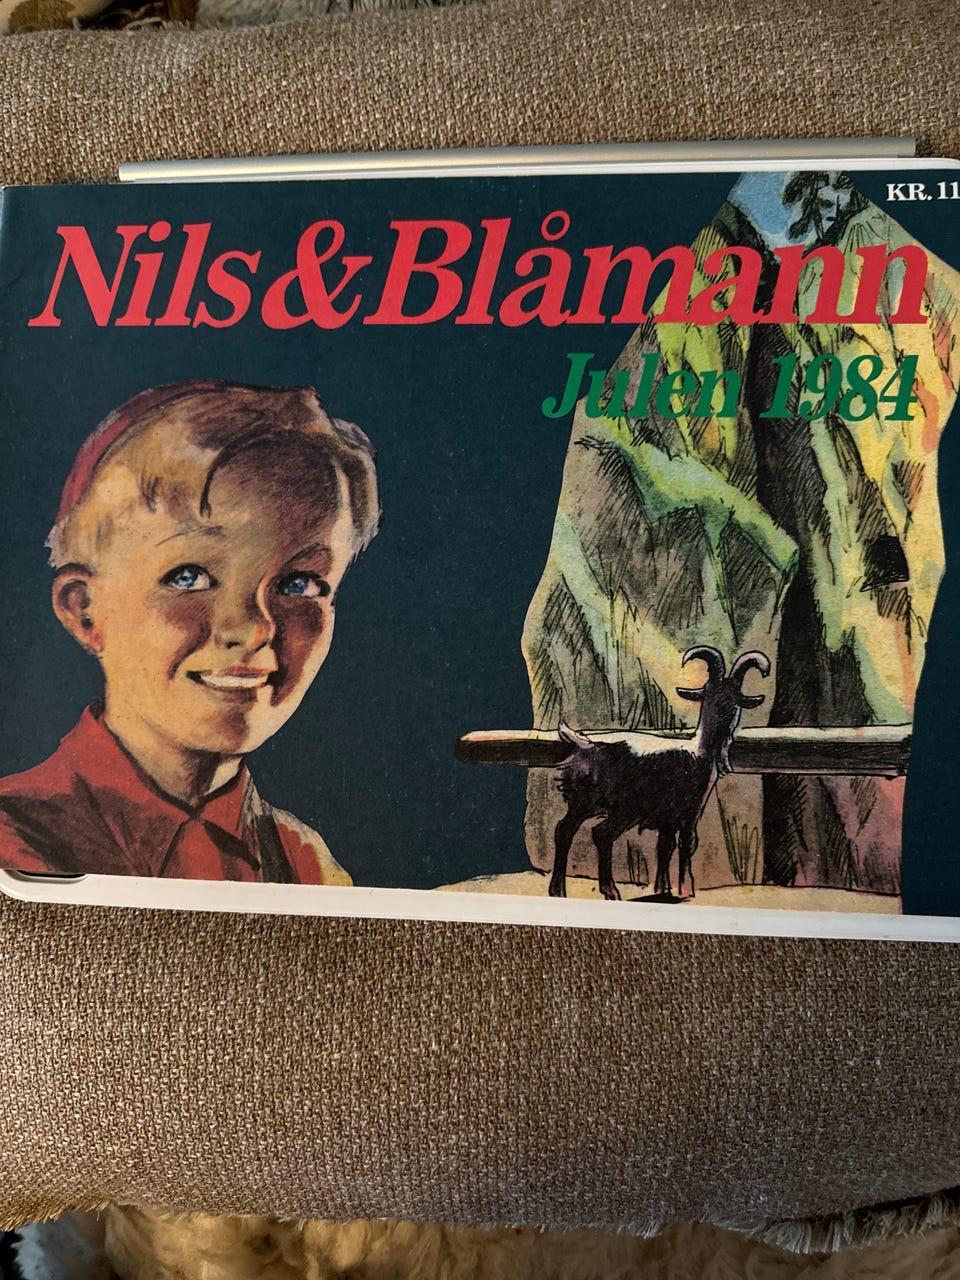 KR. 11
Nils & Blåmann
Julen 1984